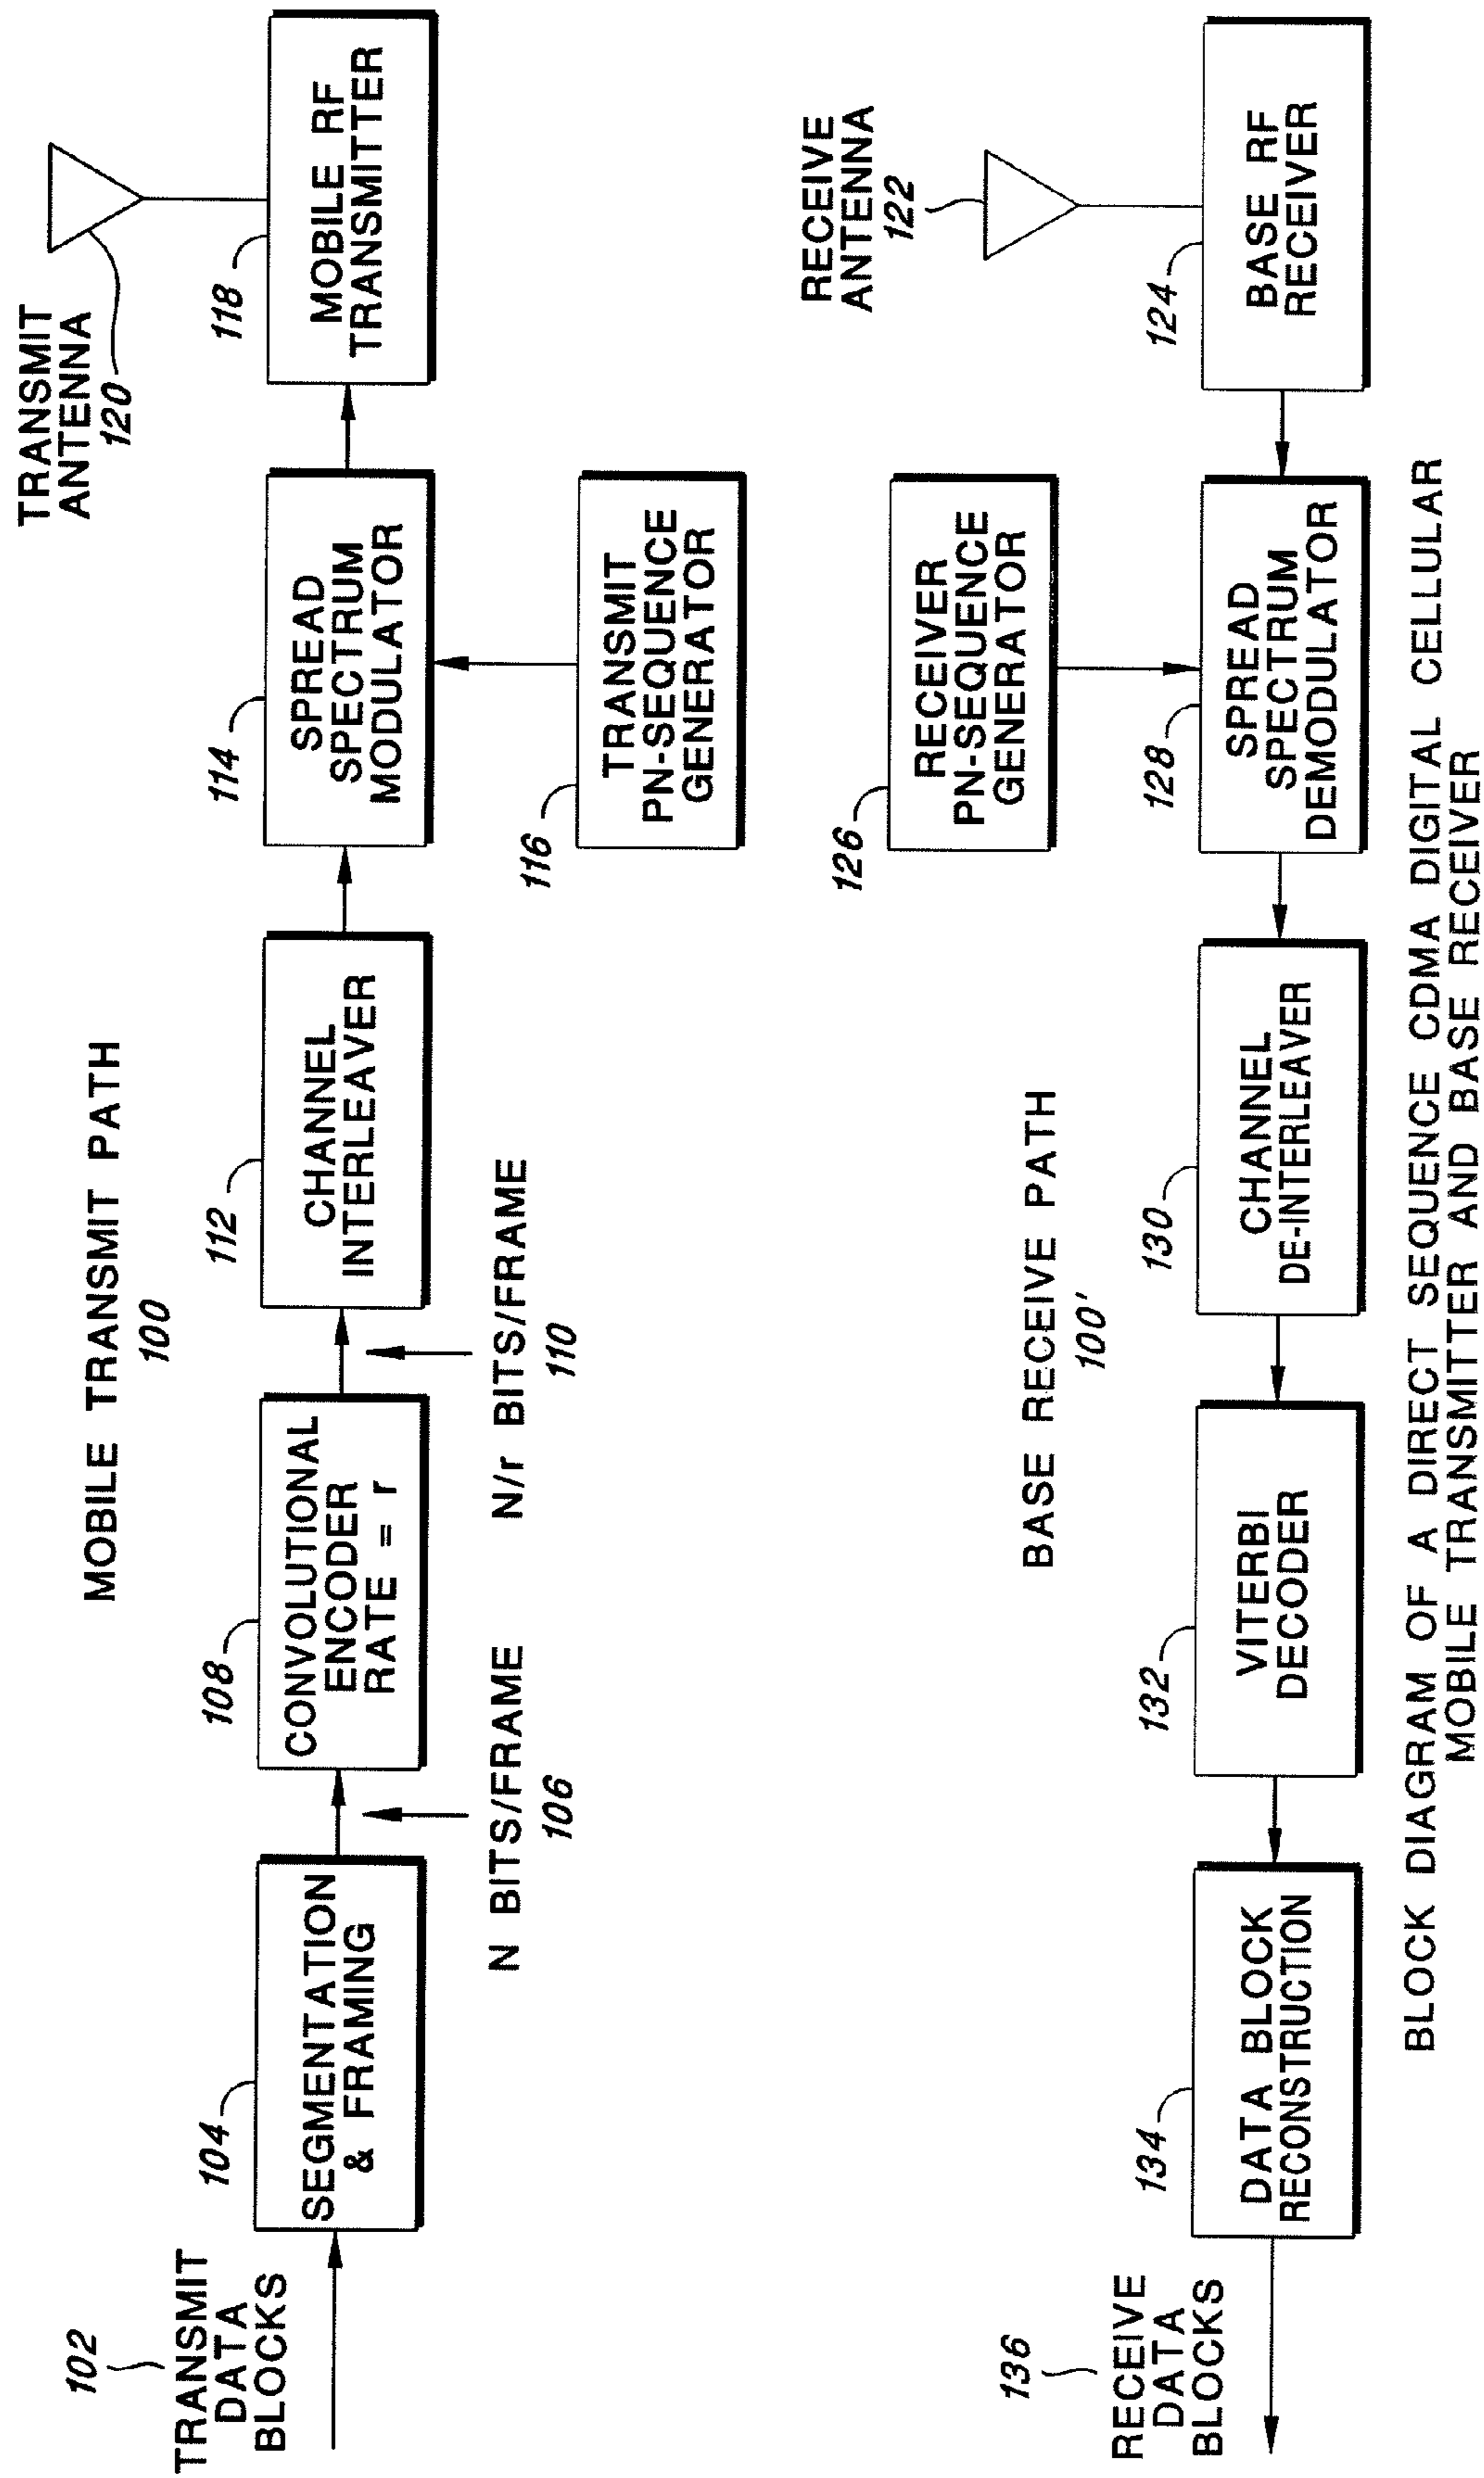 MOBILE TRANSMIT PATH
100
TRANSMIT
ANTENNA
120
102
TRANSMIT
DATA
BLOCKS
104
SEGMENTATION
& FRAMING
N BITS/FRAME
106
108
CONVOLUTIONAL
ENCODER
RATE = r
N/r BITS/FRAME
110
112
CHANNEL
INTERLEAVER
114
SPREAD
SPECTRUM
MODULATOR
116
TRANSMIT
PN-SEQUENCE
GENERATOR
118
MOBILE RF
TRANSMITTER
BASE RECEIVE PATH
100'
RECEIVE
ANTENNA
122
136
RECEIVE
DATA
BLOCKS
134
DATA BLOCK
RECONSTRUCTION
132
VITERBI
DECODER
130
CHANNEL
DE-INTERLEAVER
126
RECEIVER
PN-SEQUENCE
GENERATOR
128
SPREAD
SPECTRUM
DEMODULATOR
124
BASE RF
RECEIVER
BLOCK DIAGRAM OF A DIRECT SEQUENCE CDMA DIGITAL CELLULAR
MOBILE TRANSMITTER AND BASE RECEIVER